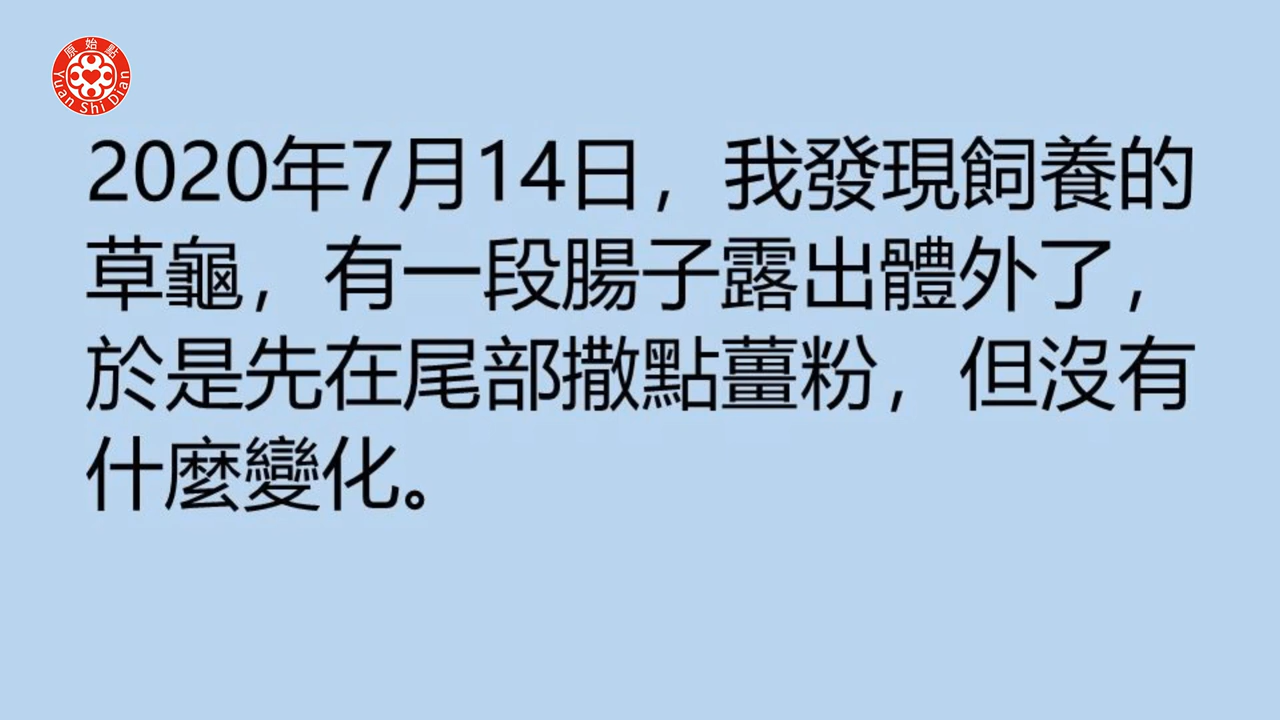 原始點
Yuan Shi Dian
2020年7月14日，我發現飼養的
草龜，有一段腸子露出體外了，
於是先在尾部撒點薑粉，但沒有
什麼變化。